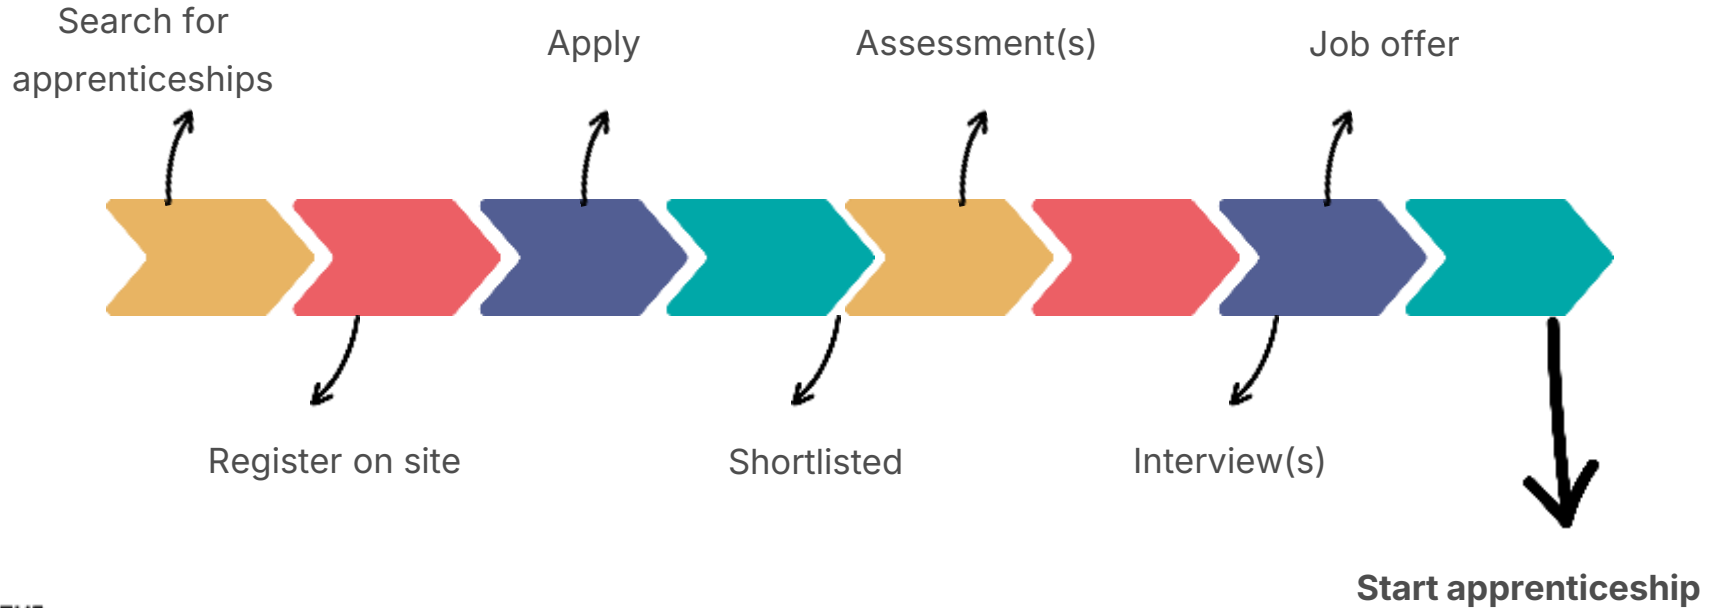 Search for
apprenticeships
Apply
Assessment(s)
Job offer
Register on site
Shortlisted
Interview(s)
Start apprenticeship